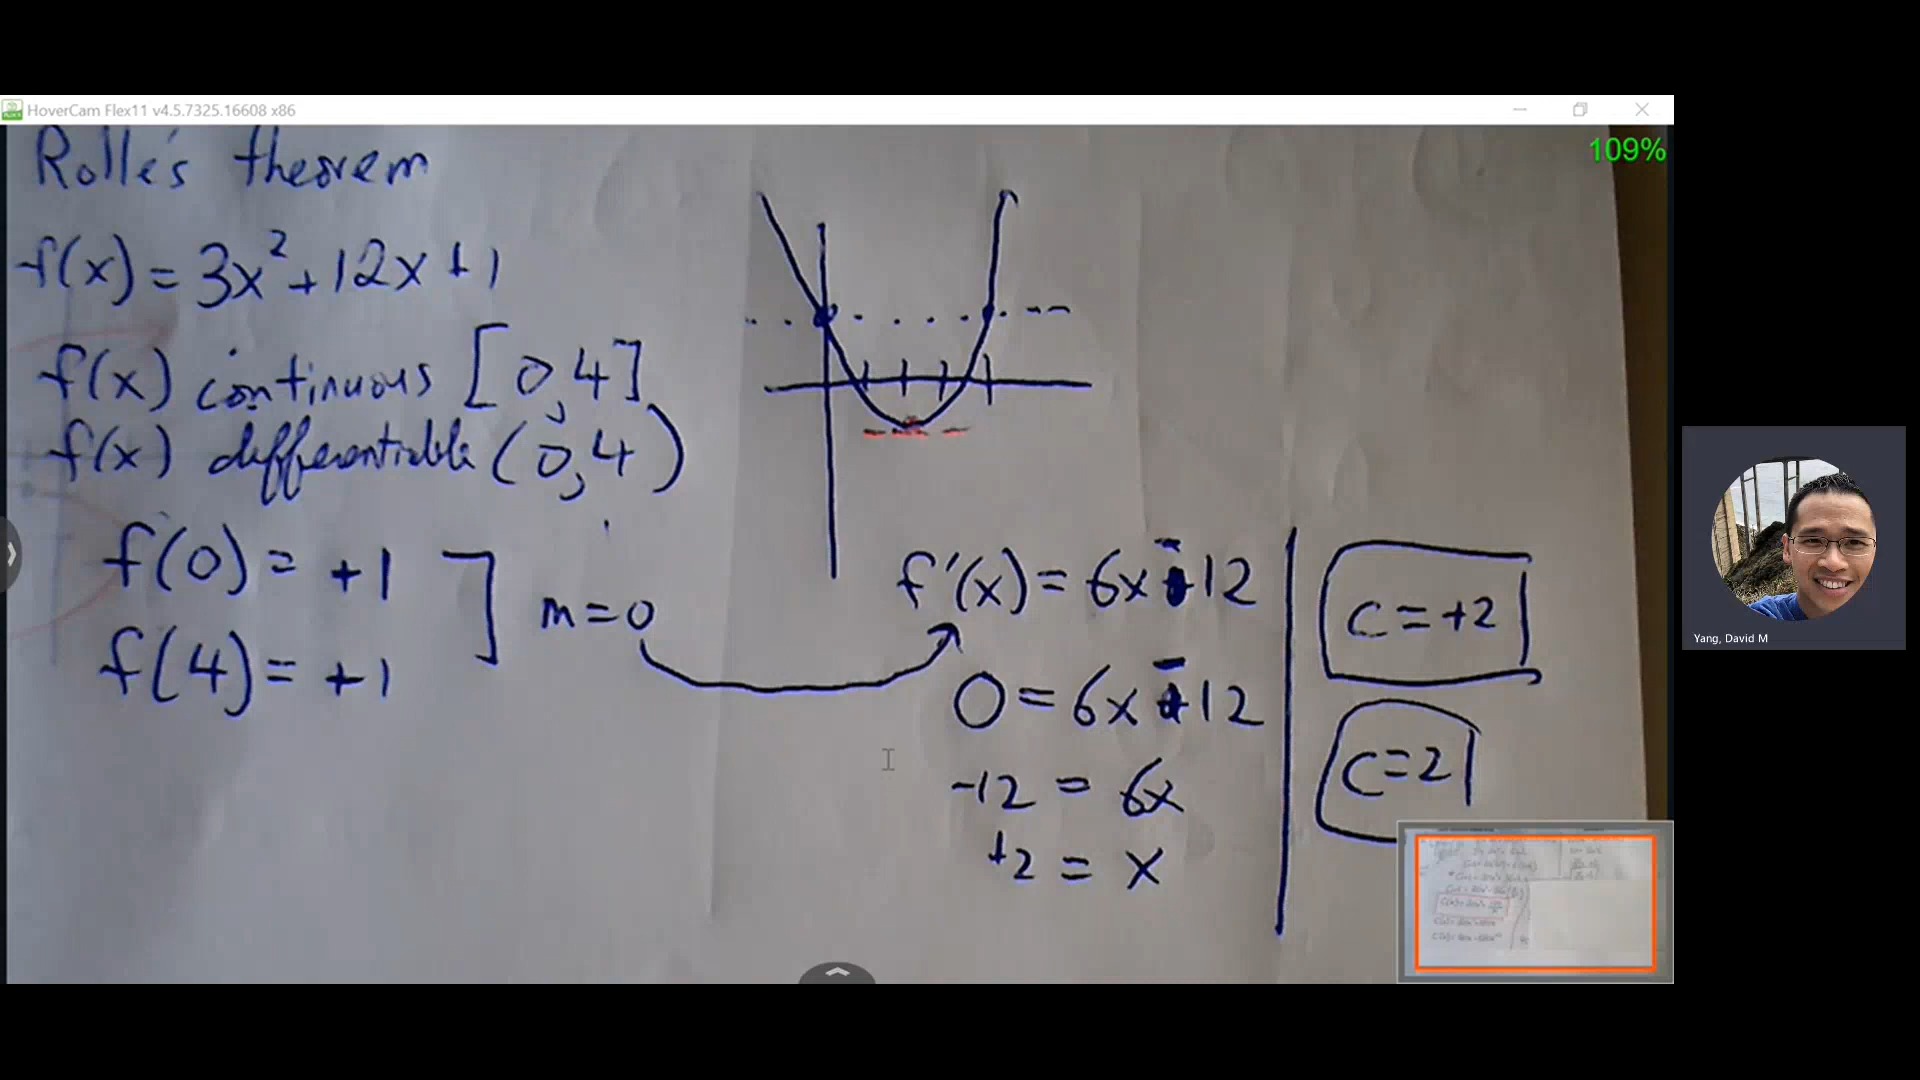 HoverCam Flex11 v4.5.7325.16608 x86
109%
Rolle's theorem
f(x) = 3x² + 12x + 1
f(x) continuous [0,4]
f(x) differentiable (0,4)
f(0) = +1
f(4) = +1
m = 0
f'(x) = 6x - 12
0 = 6x - 12
-12 = 6x
+2 = x
c = +2
c = 2
Yang, David M